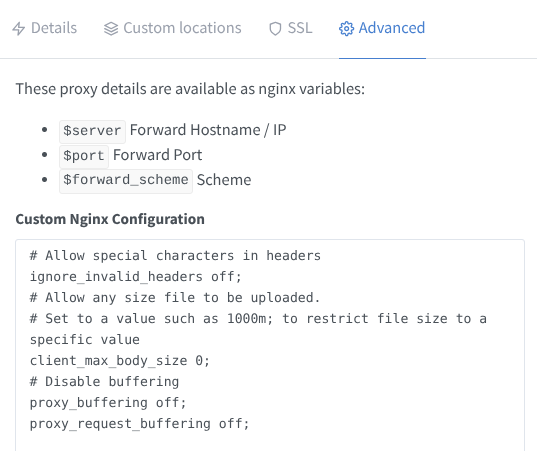 Details Custom locations SSL Advanced
These proxy details are available as nginx variables:
$server Forward Hostname / IP
$port Forward Port
$forward_scheme Scheme
Custom Nginx Configuration
# Allow special characters in headers
ignore_invalid_headers off;
# Allow any size file to be uploaded.
# Set to a value such as 1000m; to restrict file size to a
specific value
client_max_body_size 0;
# Disable buffering
proxy_buffering off;
proxy_request_buffering off;